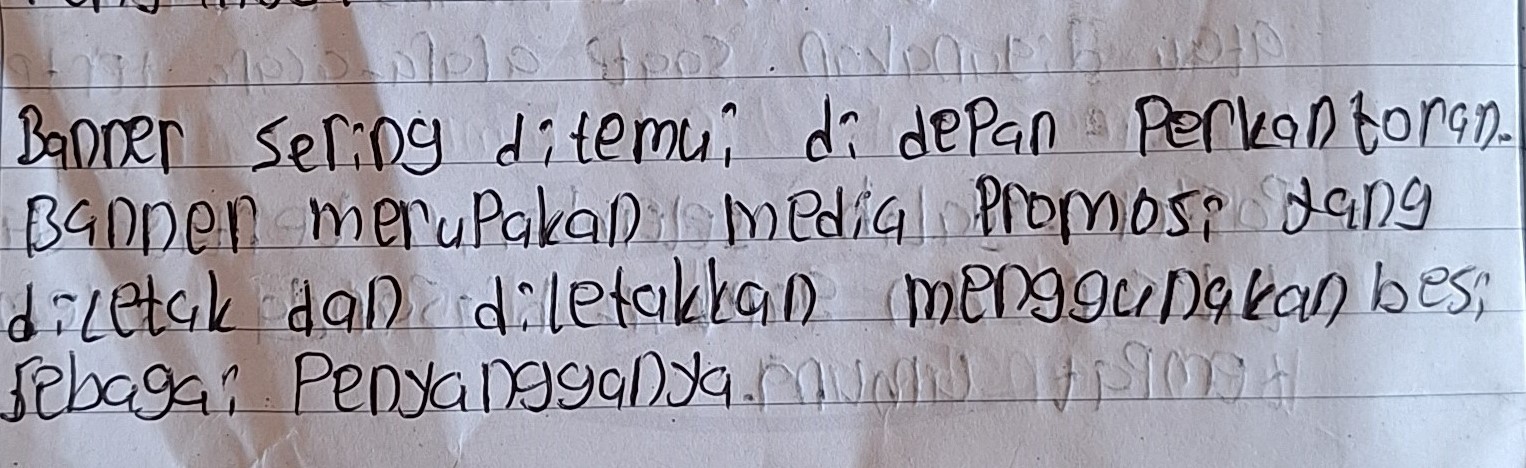 Banner sering ditemui di depan perkantoran.
Banner merupakan media promosi yang
dicetak dan diletakkan menggunakan besi
sebagai penyangganya.